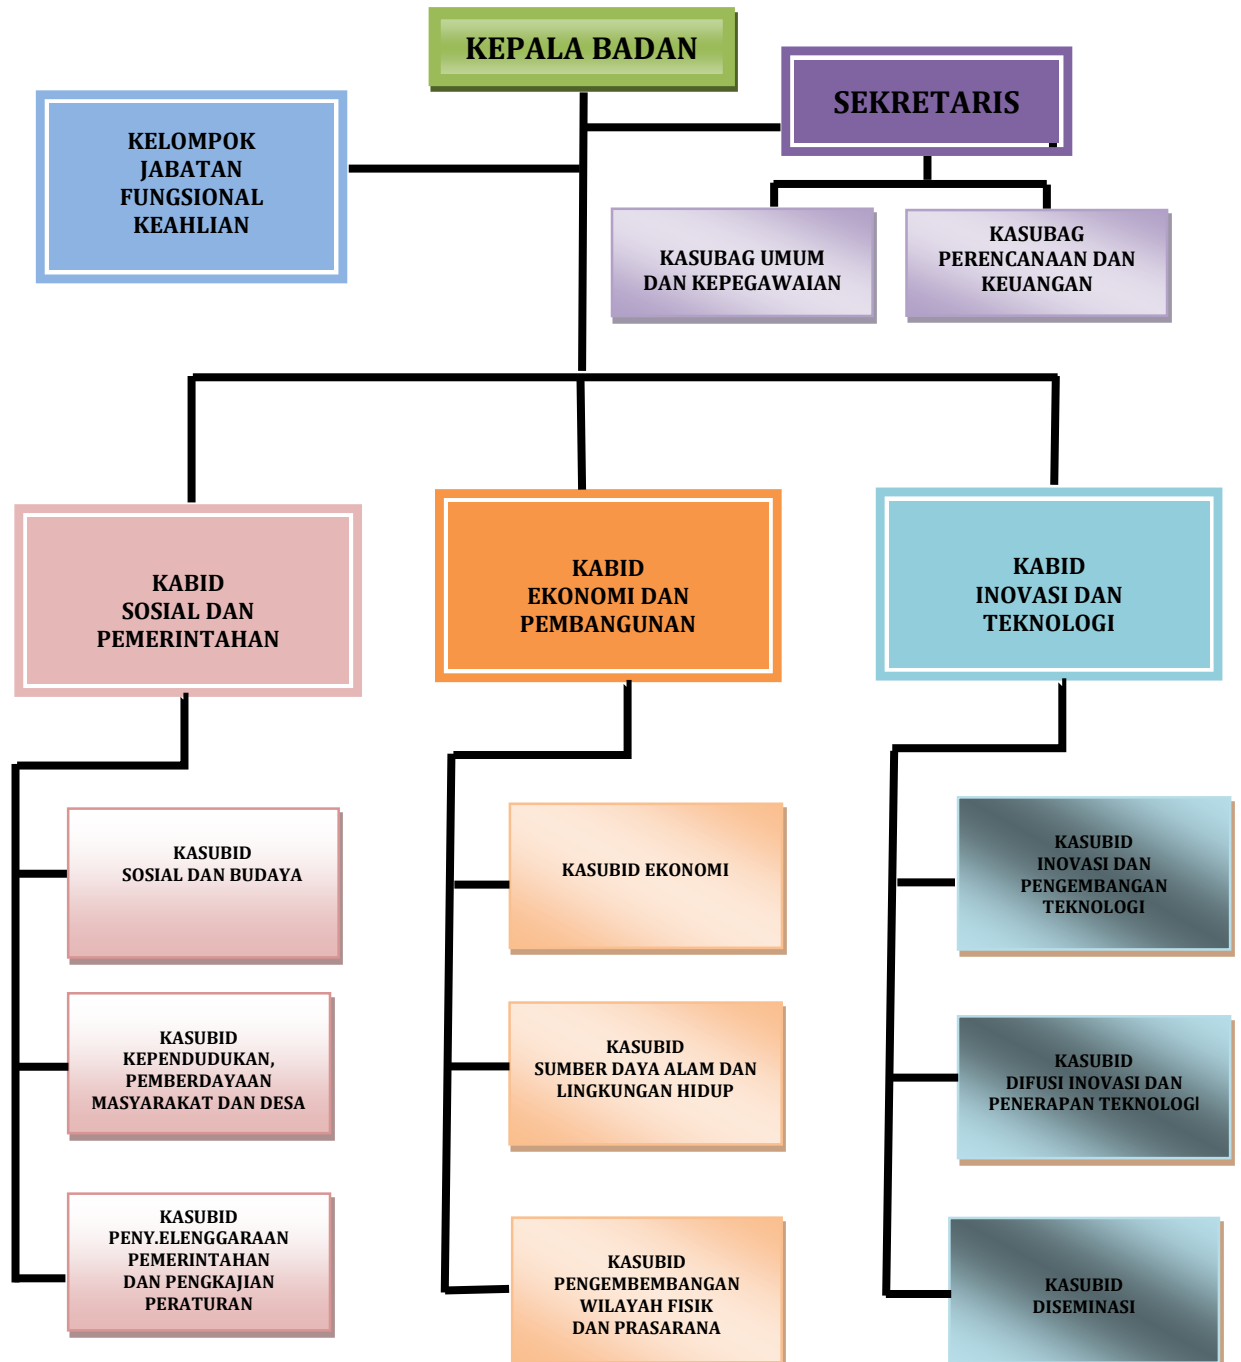 KEPALA BADAN
SEKRETARIS
KELOMPOK
JABATAN
FUNGSIONAL
KEAHLIAN
KASUBAG UMUM
DAN KEPEGAWAIAN
KASUBAG
PERENCANAAN DAN
KEUANGAN
KABID
SOSIAL DAN
PEMERINTAHAN
KABID
EKONOMI DAN
PEMBANGUNAN
KABID
INOVASI DAN
TEKNOLOGI
KASUBID
SOSIAL DAN BUDAYA
KASUBID EKONOMI
KASUBID
INOVASI DAN
PENGEMBANGAN
TEKNOLOGI
KASUBID
KEPENDUDUKAN,
PEMBERDAYAAN
MASYARAKAT DAN DESA
KASUBID
SUMBER DAYA ALAM DAN
LINGKUNGAN HIDUP
KASUBID
DIFUSI INOVASI DAN
PENERAPAN TEKNOLOGI
KASUBID
PENY.ELENGGARAAN
PEMERINTAHAN
DAN PENGKAJIAN
PERATURAN
KASUBID
PENGEMBEMBANGAN
WILAYAH FISIK
DAN PRASARANA
KASUBID
DISEMINASI